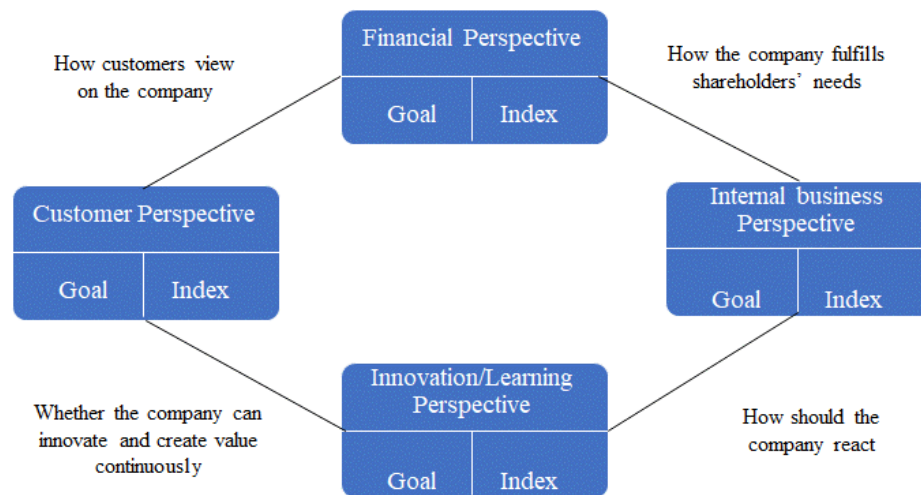 Financial Perspective
Goal Index
How customers view
on the company
How the company fulfills
shareholders' needs
Customer Perspective
Goal Index
Internal business
Perspective
Goal Index
Innovation/Learning
Perspective
Goal Index
Whether the company can
innovate and create value
continuously
How should the
company react